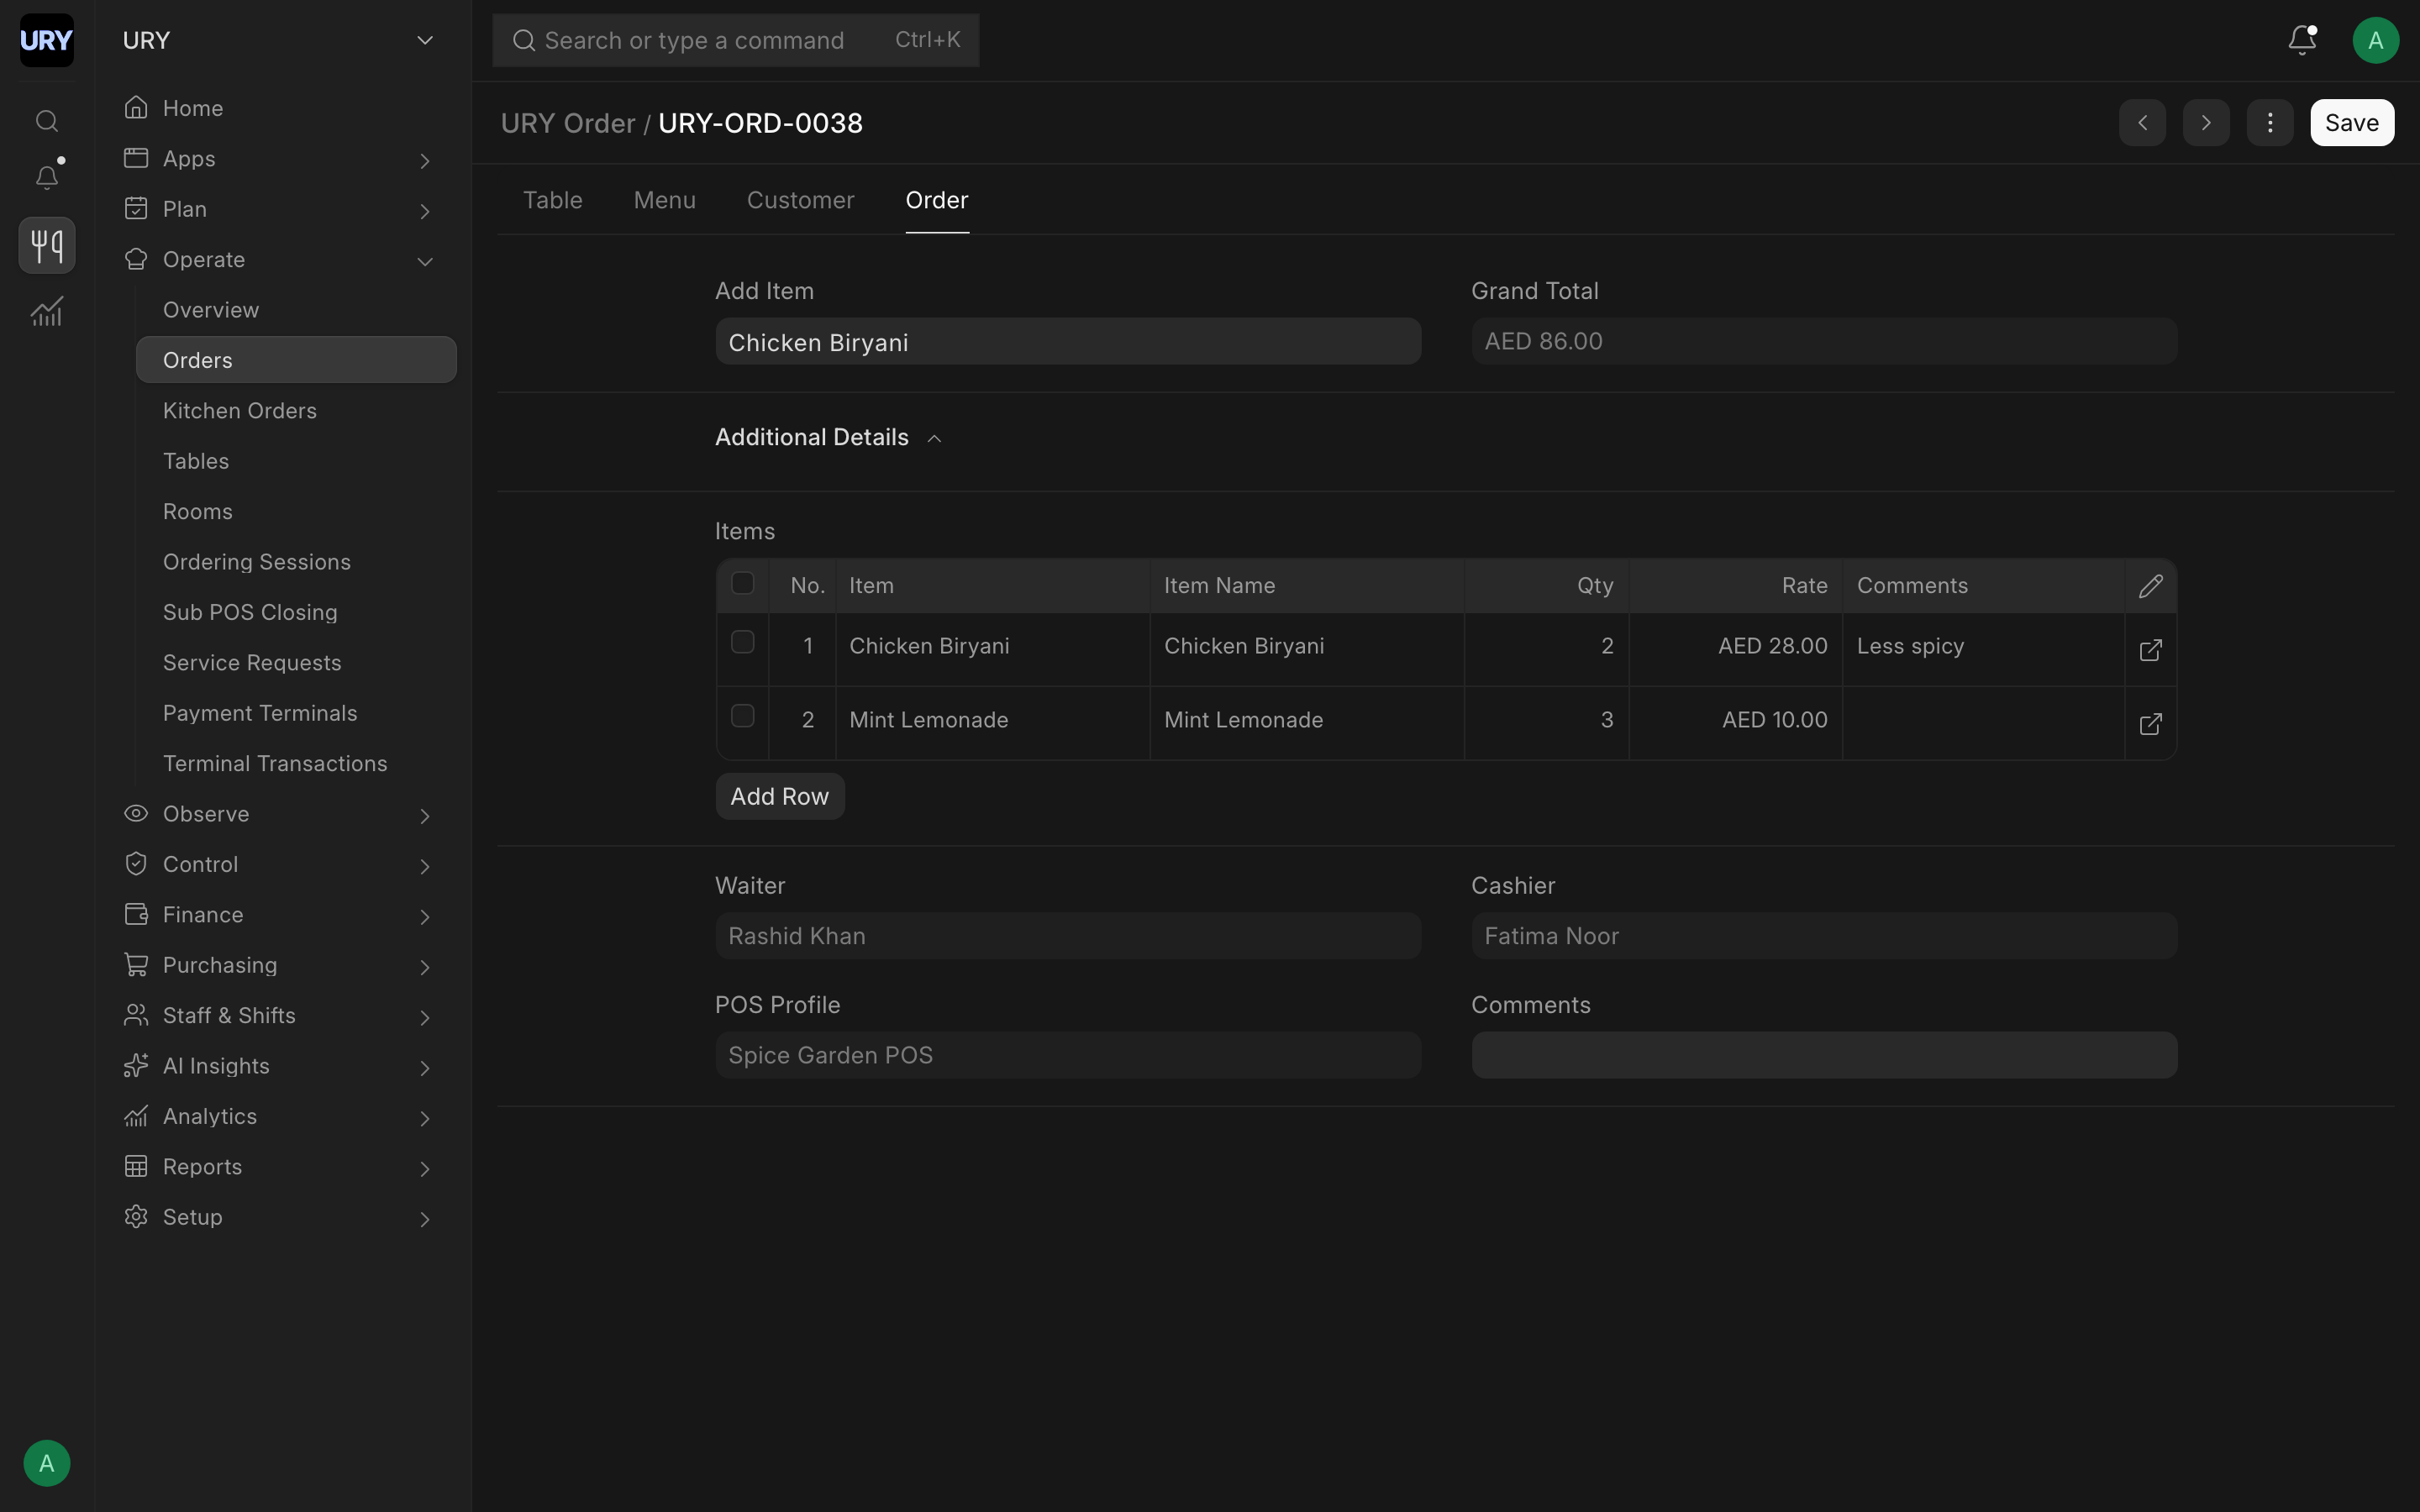 URY
URY
Search or type a command
Ctrl+K
A
Home
Apps
Plan
Operate
Overview
Orders
Kitchen Orders
Tables
Rooms
Ordering Sessions
Sub POS Closing
Service Requests
Payment Terminals
Terminal Transactions
Observe
Control
Finance
Purchasing
Staff & Shifts
AI Insights
Analytics
Reports
Setup
A
URY Order / URY-ORD-0038
Save
Table Menu Customer Order
Add Item Grand Total
Chicken Biryani AED 86.00
Additional Details
Items
No. Item Item Name Qty Rate Comments
1 Chicken Biryani Chicken Biryani 2 AED 28.00 Less spicy
2 Mint Lemonade Mint Lemonade 3 AED 10.00
Add Row
Waiter Cashier
Rashid Khan Fatima Noor
POS Profile Comments
Spice Garden POS